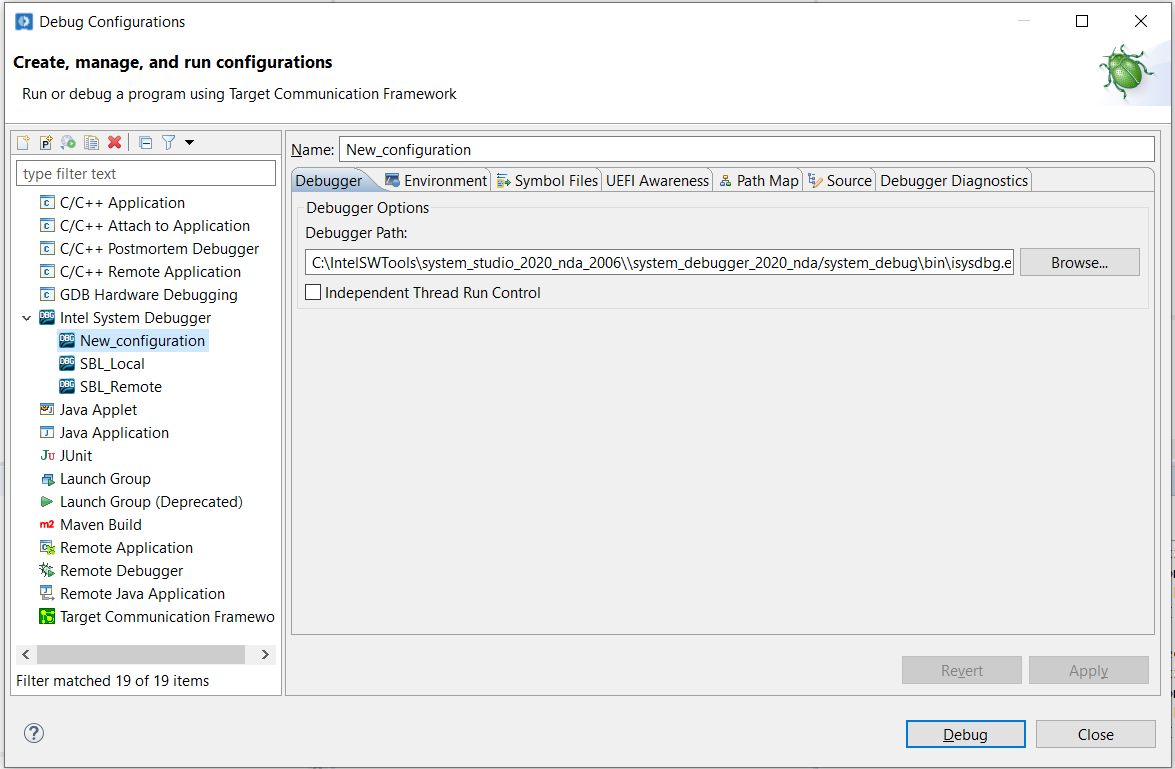 Debug Configurations
Create, manage, and run configurations
Run or debug a program using Target Communication Framework
type filter text
C/C++ Application
C/C++ Attach to Application
C/C++ Postmortem Debugger
C/C++ Remote Application
GDB Hardware Debugging
Intel System Debugger
New_configuration
SBL_Local
SBL_Remote
Java Applet
Java Application
JUnit
Launch Group
Launch Group (Deprecated)
Maven Build
Remote Application
Remote Debugger
Remote Java Application
Target Communication Framewo
Filter matched 19 of 19 items
Name: New_configuration
Debugger Environment Symbol Files UEFI Awareness Path Map Source Debugger Diagnostics
Debugger Options
Debugger Path:
C:\IntelSWTools\system_studio_2020_nda_2006\\system_debugger_2020_nda/system_debug\bin\isysdbg.e Browse...
Independent Thread Run Control
Revert Apply
Debug Close